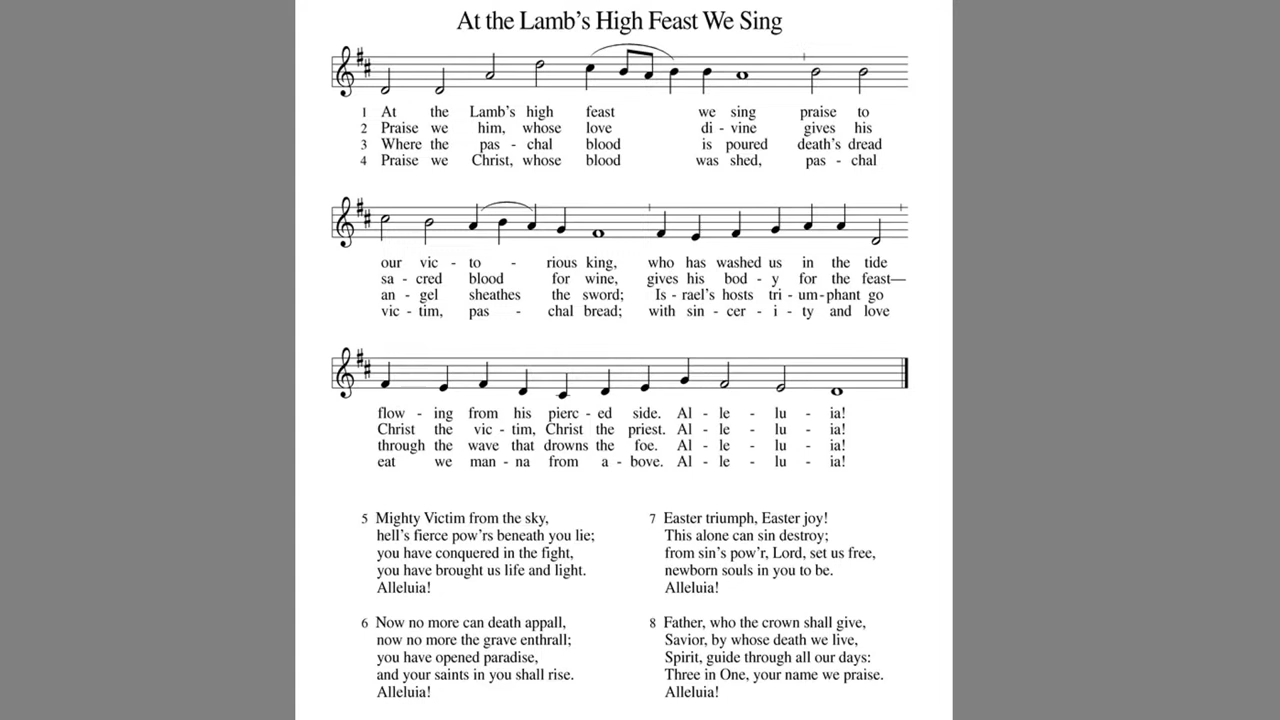 At the Lamb's High Feast We Sing
1 At the Lamb's high feast we sing praise to
2 Praise we him, whose love di - vine gives his
3 Where the pas - chal blood is poured death's dread
4 Praise we Christ, whose blood was shed, pas - chal
our vic - to - rious king, who has washed us in the tide
sa - cred blood for wine, gives his bod - y for the feast—
an - gel sheathes the sword; Is - rael's hosts tri - um - phant go
vic - tim, pas - chal bread; with sin - cer - i - ty and love
flow - ing from his pierc - ed side. Al - le - lu - ia!
Christ the vic - tim, Christ the priest. Al - le - lu - ia!
through the wave that drowns the foe. Al - le - lu - ia!
eat we man - na from a - bove. Al - le - lu - ia!
5 Mighty Victim from the sky,
hell's fierce pow'rs beneath you lie;
you have conquered in the fight,
you have brought us life and light.
Alleluia!
6 Now no more can death appall,
now no more the grave enthrall;
you have opened paradise,
and your saints in you shall rise.
Alleluia!
7 Easter triumph, Easter joy!
This alone can sin destroy;
from sin's pow'r, Lord, set us free,
newborn souls in you to be.
Alleluia!
8 Father, who the crown shall give,
Savior, by whose death we live,
Spirit, guide through all our days:
Three in One, your name we praise.
Alleluia!